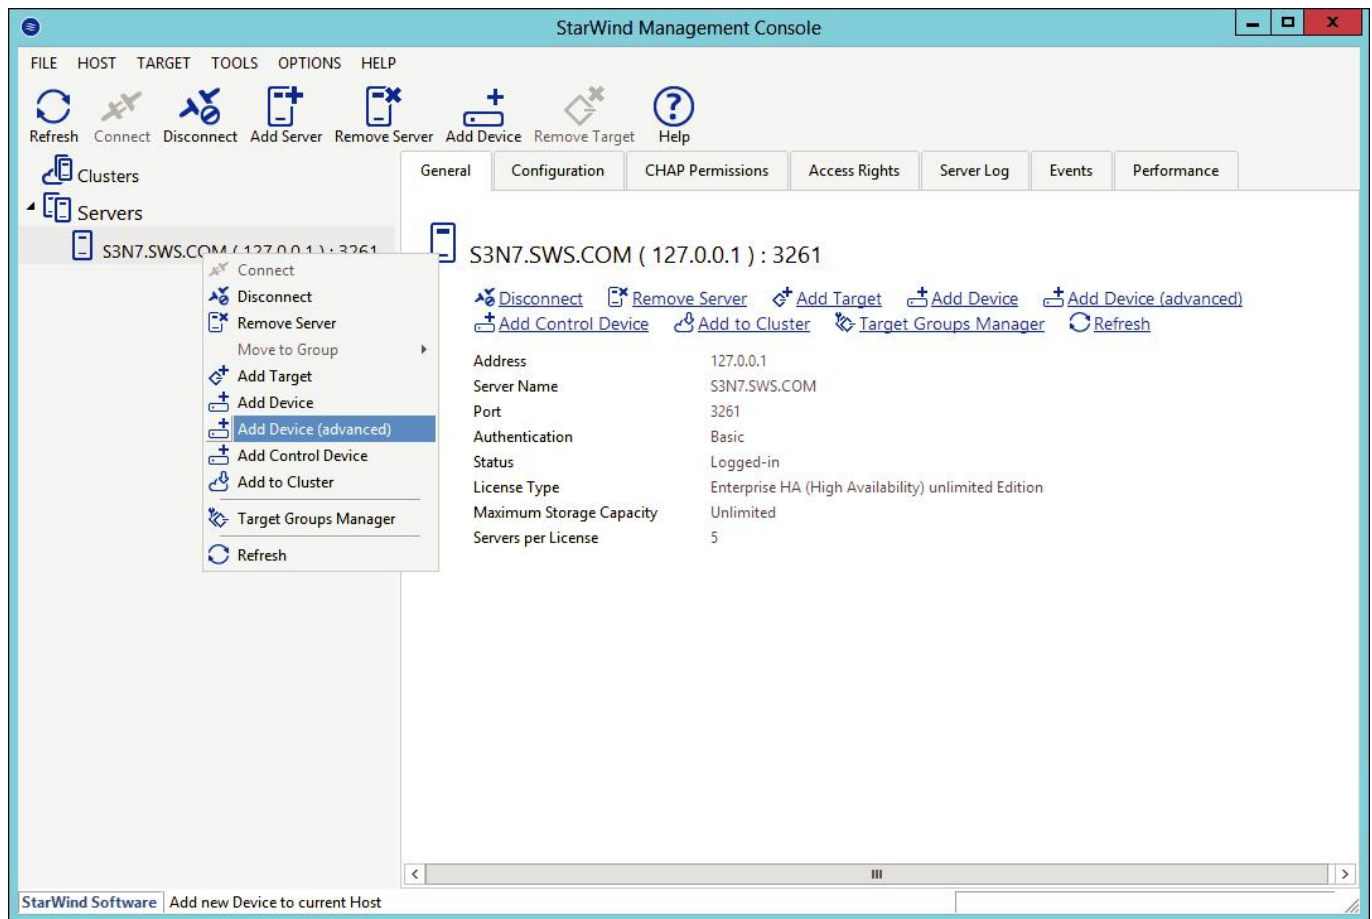 StarWind Management Console
FILE HOST TARGET TOOLS OPTIONS HELP
Refresh Connect Disconnect Add Server Remove Server Add Device Remove Target Help
Clusters
Servers
S3N7.SWS.COM ( 127.0.0.1 ) : 3261
Connect
Disconnect
Remove Server
Move to Group
Add Target
Add Device
Add Device (advanced)
Add Control Device
Add to Cluster
Target Groups Manager
Refresh
General Configuration CHAP Permissions Access Rights Server Log Events Performance
S3N7.SWS.COM ( 127.0.0.1 ) : 3261
Disconnect Remove Server Add Target Add Device Add Device (advanced)
Add Control Device Add to Cluster Target Groups Manager Refresh
Address 127.0.0.1
Server Name S3N7.SWS.COM
Port 3261
Authentication Basic
Status Logged-in
License Type Enterprise HA (High Availability) unlimited Edition
Maximum Storage Capacity Unlimited
Servers per License 5
StarWind Software Add new Device to current Host